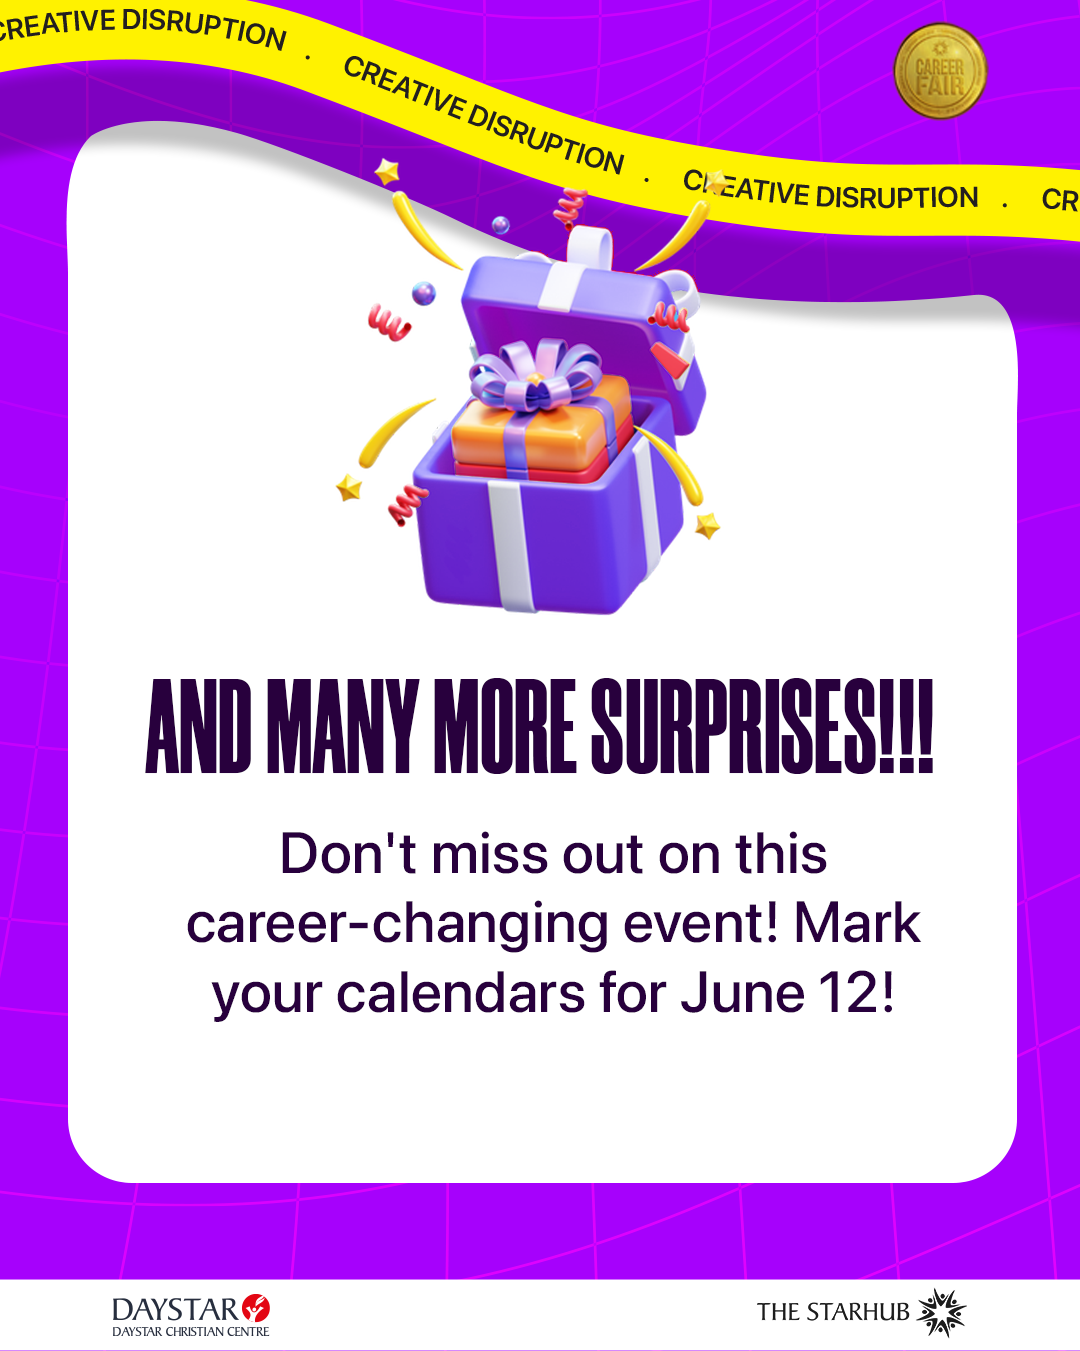 CREATIVE DISRUPTION . CREATIVE DISRUPTION . CREATIVE DISRUPTION . CR
CAREER
FAIR
AND MANY MORE SURPRISES!!!
Don't miss out on this
career-changing event! Mark
your calendars for June 12!
DAYSTAR
DAYSTAR CHRISTIAN CENTRE
THE STARHUB